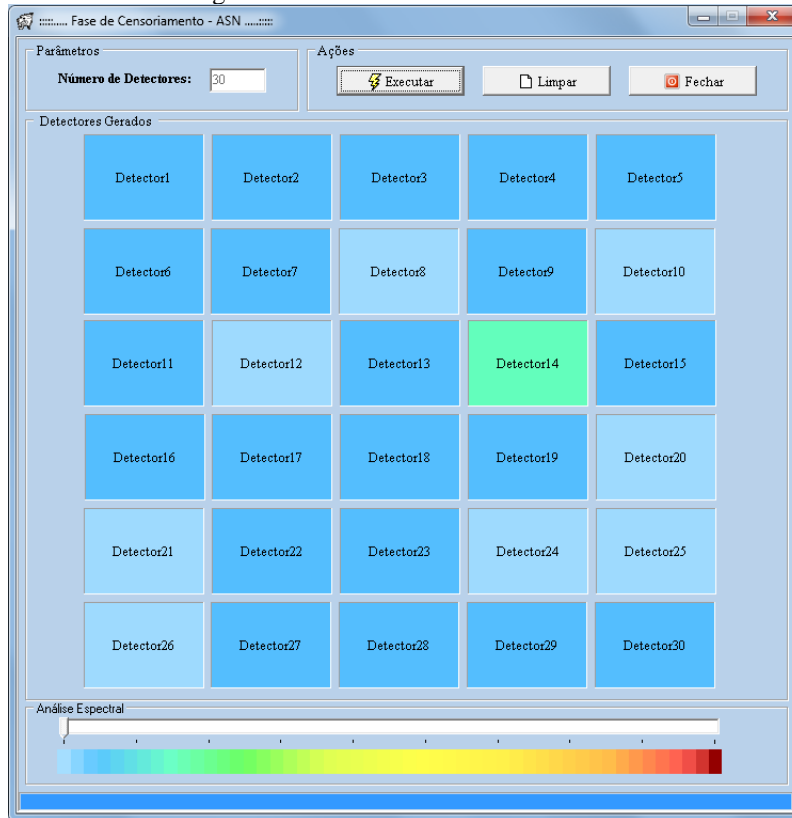 :::::..... Fase de Censoriamento - ASN .....:::::
Parâmetros
Ações
Número de Detectores: 30
Executar Limpar Fechar
Detectores Gerados
Detector1 Detector2 Detector3 Detector4 Detector5
Detector6 Detector7 Detector8 Detector9 Detector10
Detector11 Detector12 Detector13 Detector14 Detector15
Detector16 Detector17 Detector18 Detector19 Detector20
Detector21 Detector22 Detector23 Detector24 Detector25
Detector26 Detector27 Detector28 Detector29 Detector30
Análise Espectral